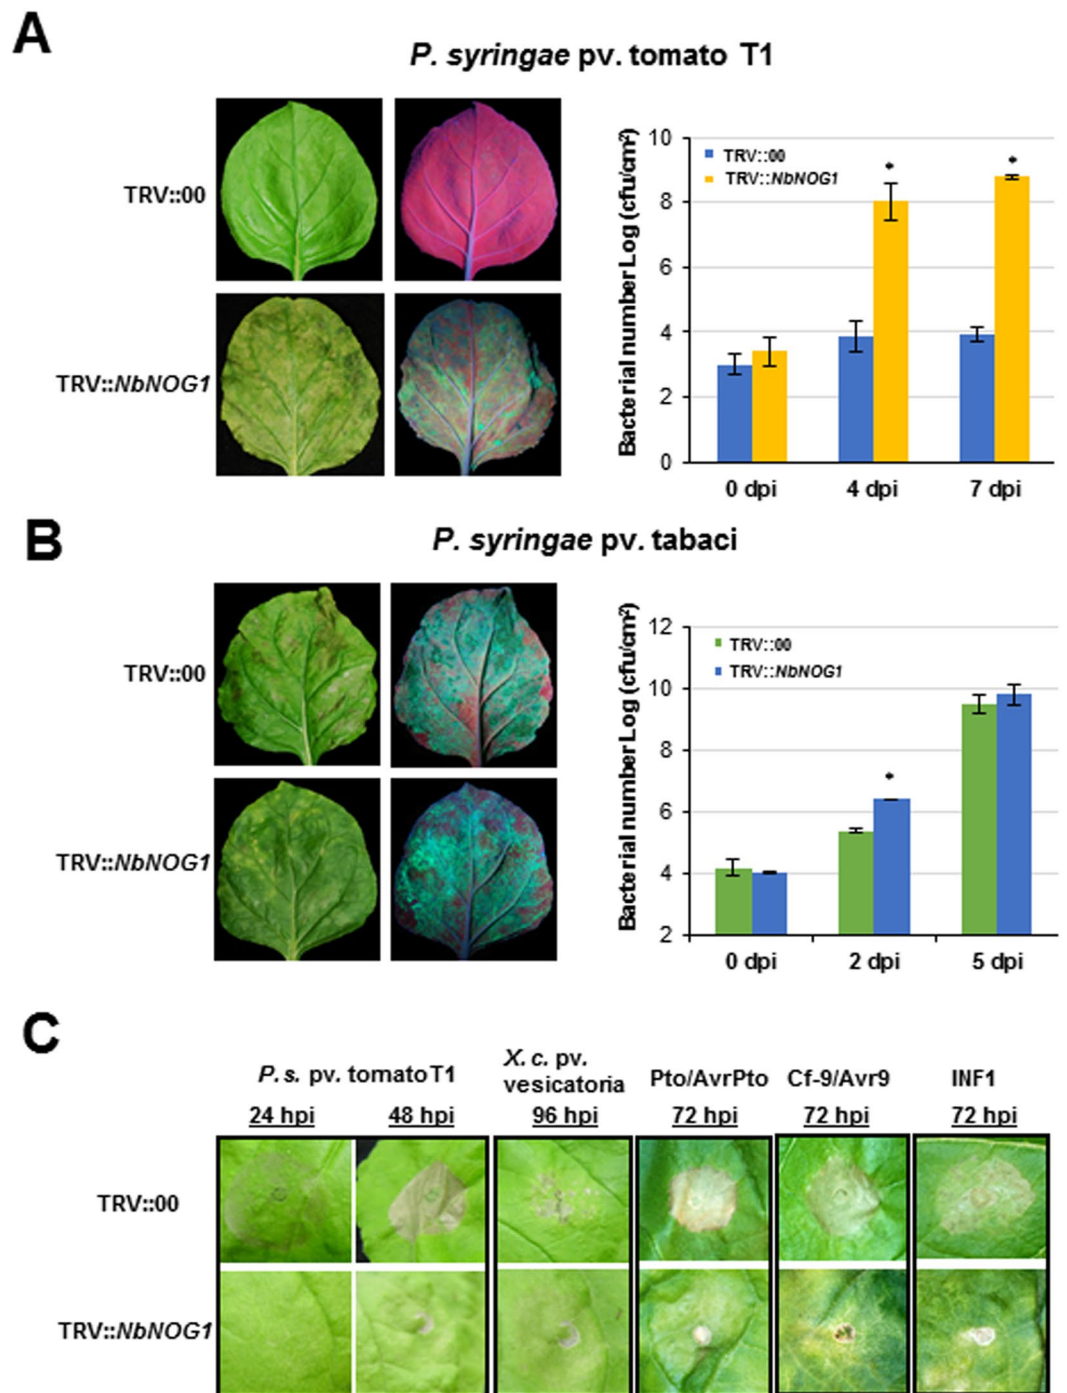 A
P. syringae pv. tomato T1
TRV::00
TRV::NbNOG1
Bacterial number Log (cfu/cm²)
10
8
6
4
2
0
TRV::00
TRV::NbNOG1
*
*
0 dpi
4 dpi
7 dpi
B
P. syringae pv. tabaci
TRV::00
TRV::NbNOG1
Bacterial number Log (cfu/cm²)
12
10
8
6
4
2
TRV::00
TRV::NbNOG1
*
0 dpi
2 dpi
5 dpi
C
P. s. pv. tomato T1
X. c. pv.
vesicatoria
Pto/AvrPto
Cf-9/Avr9
INF1
24 hpi
48 hpi
96 hpi
72 hpi
72 hpi
72 hpi
TRV::00
TRV::NbNOG1